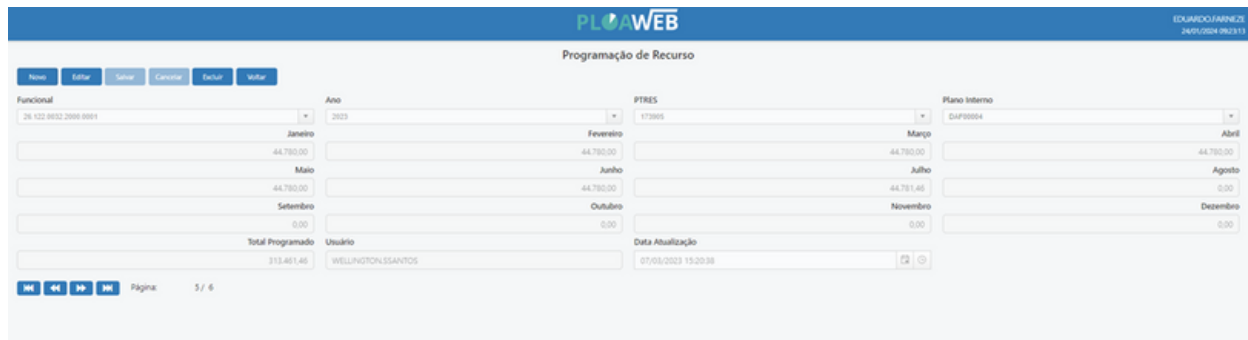 PLOAWEB
EDUARDO.FARNEZE
24/01/2024 09:23:13
Programação de Recurso
Novo Editar Salvar Cancelar Excluir Voltar
Funcional Ano PTRES Plano Interno
26.122.0032.2000.0001 2023 173905 DAF00004
Janeiro Fevereiro Março Abril
44.780,00 44.780,00 44.780,00 44.780,00
Maio Junho Julho Agosto
44.780,00 44.780,00 44.781,46 0,00
Setembro Outubro Novembro Dezembro
0,00 0,00 0,00 0,00
Total Programado Usuário Data Atualização
313.461,46 WELLINGTON.SSANTOS 07/03/2023 15:20:38
Página: 5 / 6